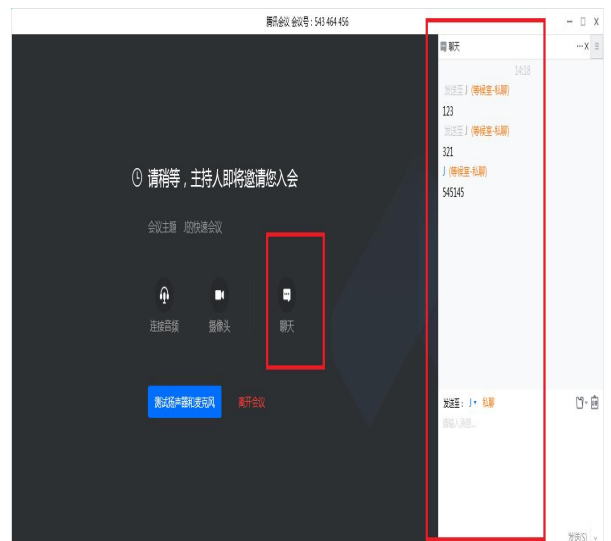 腾讯会议 会议号：543 464 456
聊天
14:18
发送至 J (等候室-私聊)
123
发送至 J (等候室-私聊)
321
J (等候室-私聊)
545145
请稍等，主持人即将邀请您入会
会议主题 J的快速会议
连接音频 摄像头 聊天
测试扬声器和麦克风 离开会议
发送至： J 私聊
请输入消息...
发送(S)